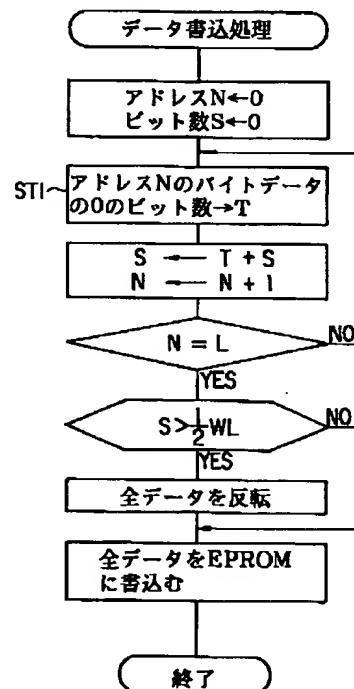 データ書込処理
アドレスN←0
ビット数S←0
ST1
アドレスNのバイトデータ
の0のビット数→T
S ← T + S
N ← N + 1
N = L
NO
YES
S > 1/2 WL
NO
YES
全データを反転
全データをEPROM
に書込む
終了